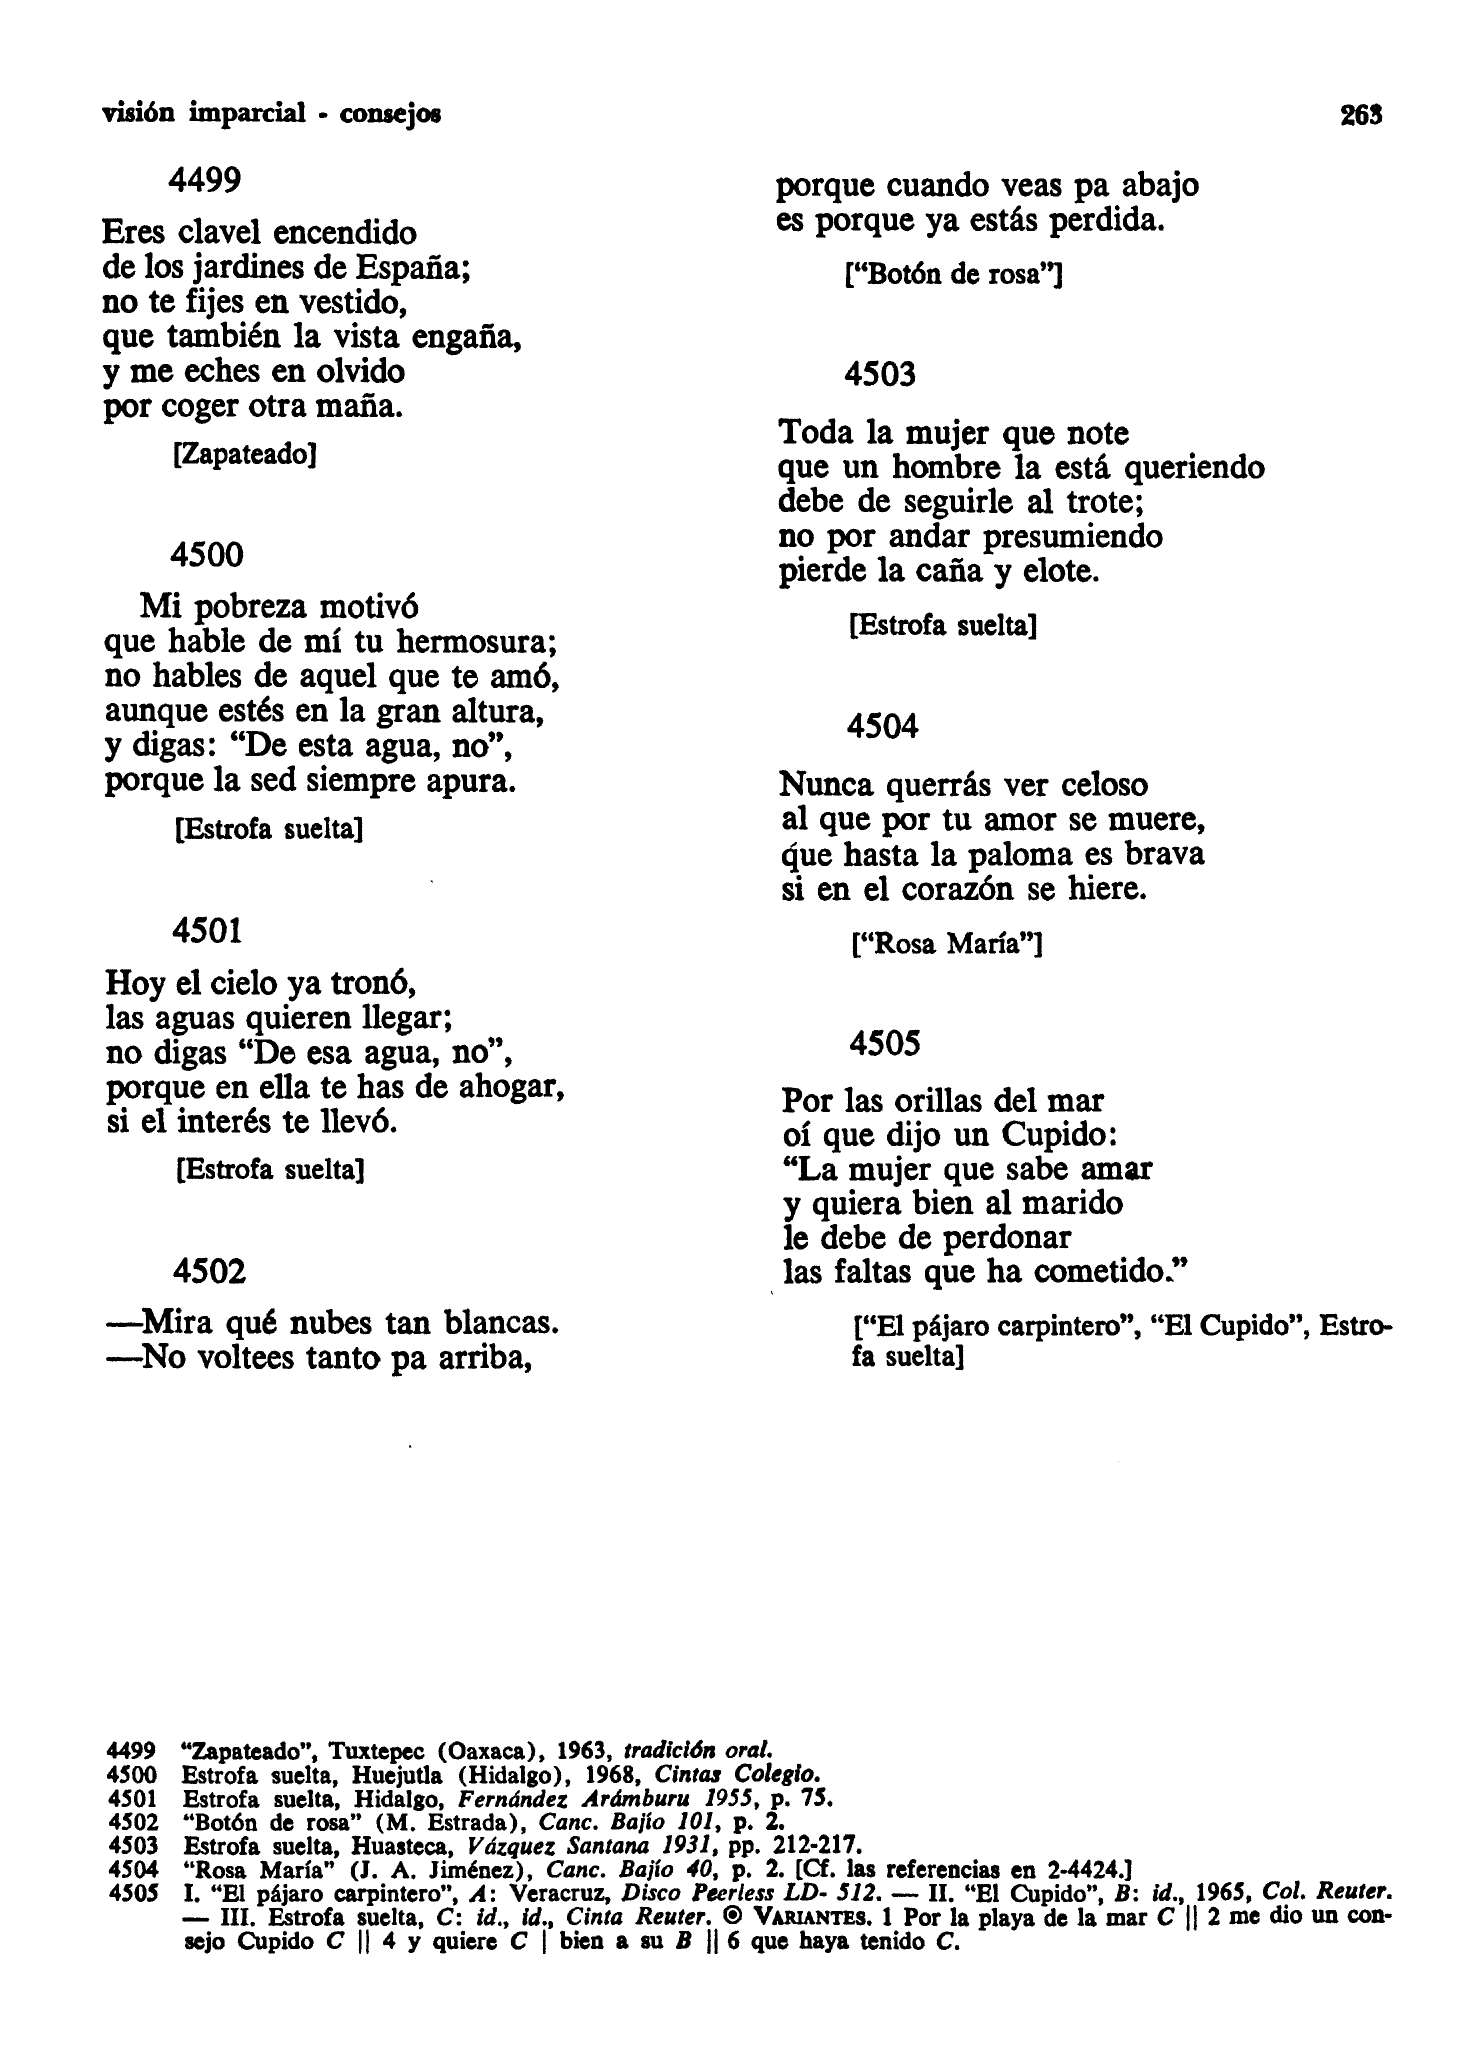 visión imparcial - consejos 263
4499
Eres clavel encendido
de los jardines de España;
no te fijes en vestido,
que también la vista engaña,
y me eches en olvido
por coger otra maña.
[Zapateado]
4500
Mi pobreza motivó
que hable de mí tu hermosura;
no hables de aquel que te amó,
aunque estés en la gran altura,
y digas: “De esta agua, no”,
porque la sed siempre apura.
[Estrofa suelta]
4501
Hoy el cielo ya tronó,
las aguas quieren llegar;
no digas “De esa agua, no”,
porque en ella te has de ahogar,
si el interés te llevó.
[Estrofa suelta]
4502
—Mira qué nubes tan blancas.
—No voltees tanto pa arriba,
porque cuando veas pa abajo
es porque ya estás perdida.
[“Botón de rosa”]
4503
Toda la mujer que note
que un hombre la está queriendo
debe de seguirle al trote;
no por andar presumiendo
pierde la caña y elote.
[Estrofa suelta]
4504
Nunca querrás ver celoso
al que por tu amor se muere,
que hasta la paloma es brava
si en el corazón se hiere.
[“Rosa María”]
4505
Por las orillas del mar
oí que dijo un Cupido:
“La mujer que sabe amar
y quiera bien al marido
le debe de perdonar
las faltas que ha cometido.”
[“El pájaro carpintero”, “El Cupido”, Estro-
fa suelta]
4499 “Zapateado”, Tuxtepec (Oaxaca), 1963, tradición oral.
4500 Estrofa suelta, Huejutla (Hidalgo), 1968, Cintas Colegio.
4501 Estrofa suelta, Hidalgo, Fernández Arámburu 1955, p. 75.
4502 “Botón de rosa” (M. Estrada), Canc. Bajío 101, p. 2.
4503 Estrofa suelta, Huasteca, Vázquez Santana 1931, pp. 212-217.
4504 “Rosa María” (J. A. Jiménez), Canc. Bajío 40, p. 2. [Cf. las referencias en 2-4424.]
4505 I. “El pájaro carpintero”, A: Veracruz, Disco Peerless LD- 512. — II. “El Cupido”, B: id., 1965, Col. Reuter.
— III. Estrofa suelta, C: id., id., Cinta Reuter. ⊙ VARIANTES. 1 Por la playa de la mar C || 2 me dio un con-
sejo Cupido C || 4 y quiere C | bien a su B || 6 que haya tenido C.